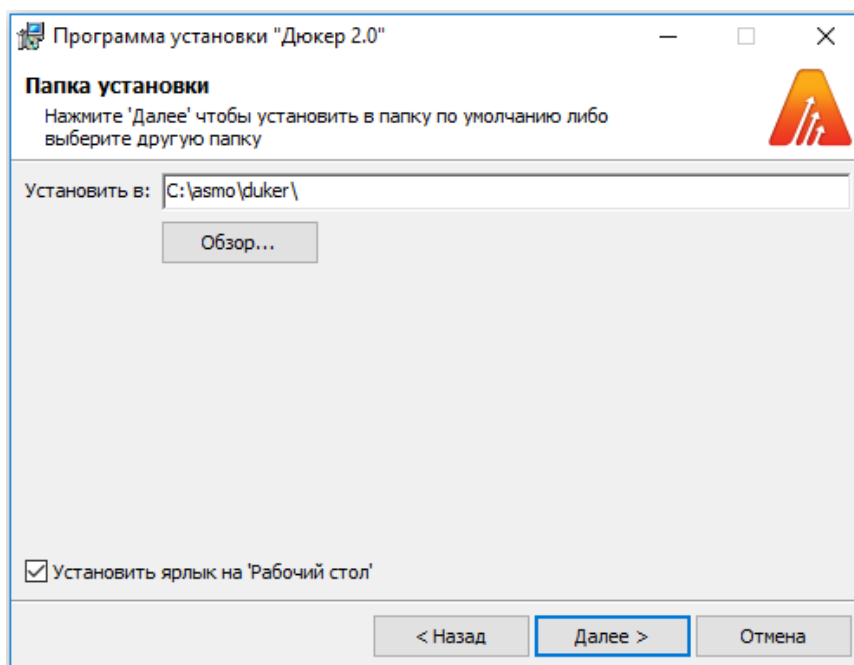 Программа установки "Дюкер 2.0"
Папка установки
Нажмите 'Далее' чтобы установить в папку по умолчанию либо
выберите другую папку
Установить в: C:\asmo\duker\
Обзор...
Установить ярлык на 'Рабочий стол'
< Назад Далее > Отмена